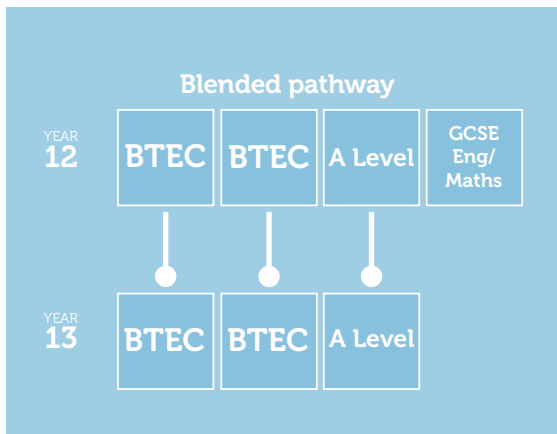 Blended pathway
YEAR
12
BTEC
BTEC
A Level
GCSE
Eng/
Maths
YEAR
13
BTEC
BTEC
A Level